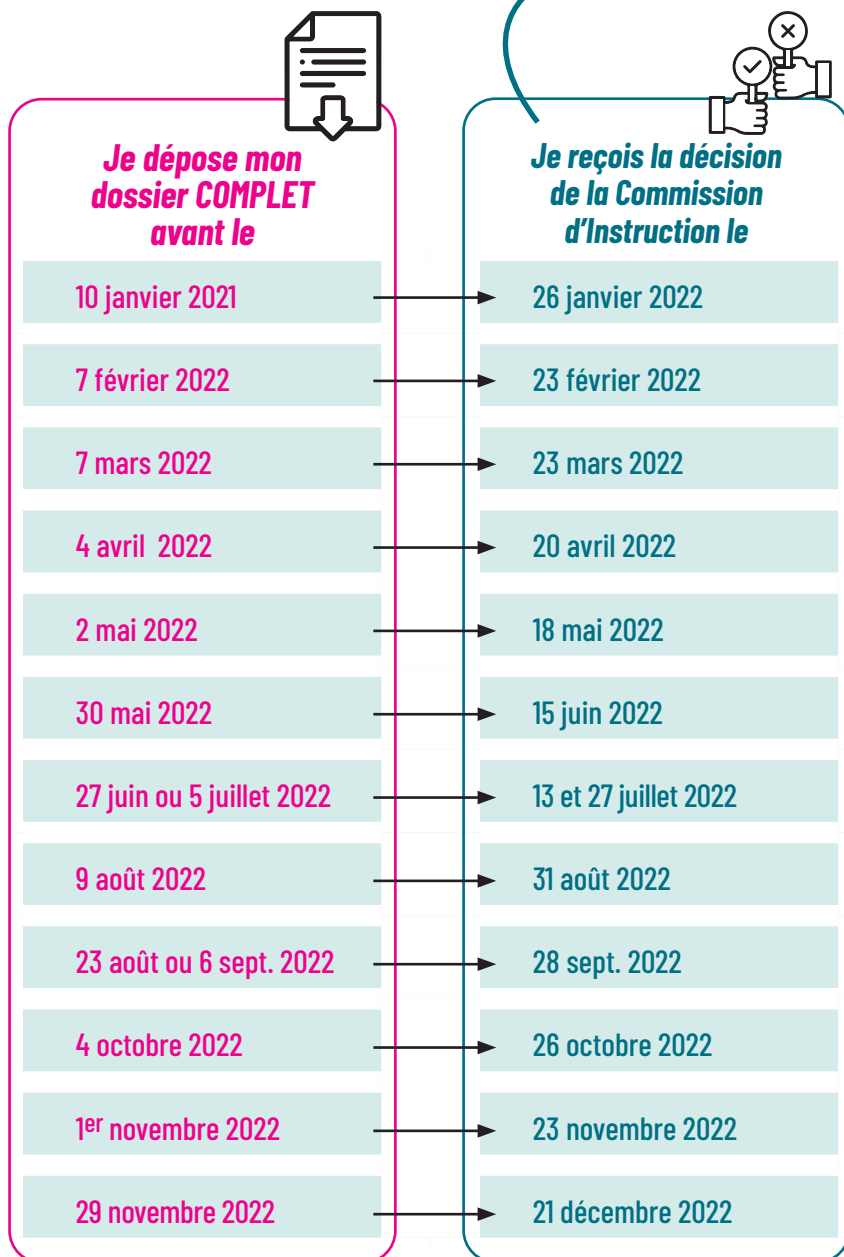 Je dépose mon
dossier COMPLET
avant le
Je reçois la décision
de la Commission
d’Instruction le
10 janvier 2021
26 janvier 2022
7 février 2022
23 février 2022
7 mars 2022
23 mars 2022
4 avril 2022
20 avril 2022
2 mai 2022
18 mai 2022
30 mai 2022
15 juin 2022
27 juin ou 5 juillet 2022
13 et 27 juillet 2022
9 août 2022
31 août 2022
23 août ou 6 sept. 2022
28 sept. 2022
4 octobre 2022
26 octobre 2022
1er novembre 2022
23 novembre 2022
29 novembre 2022
21 décembre 2022